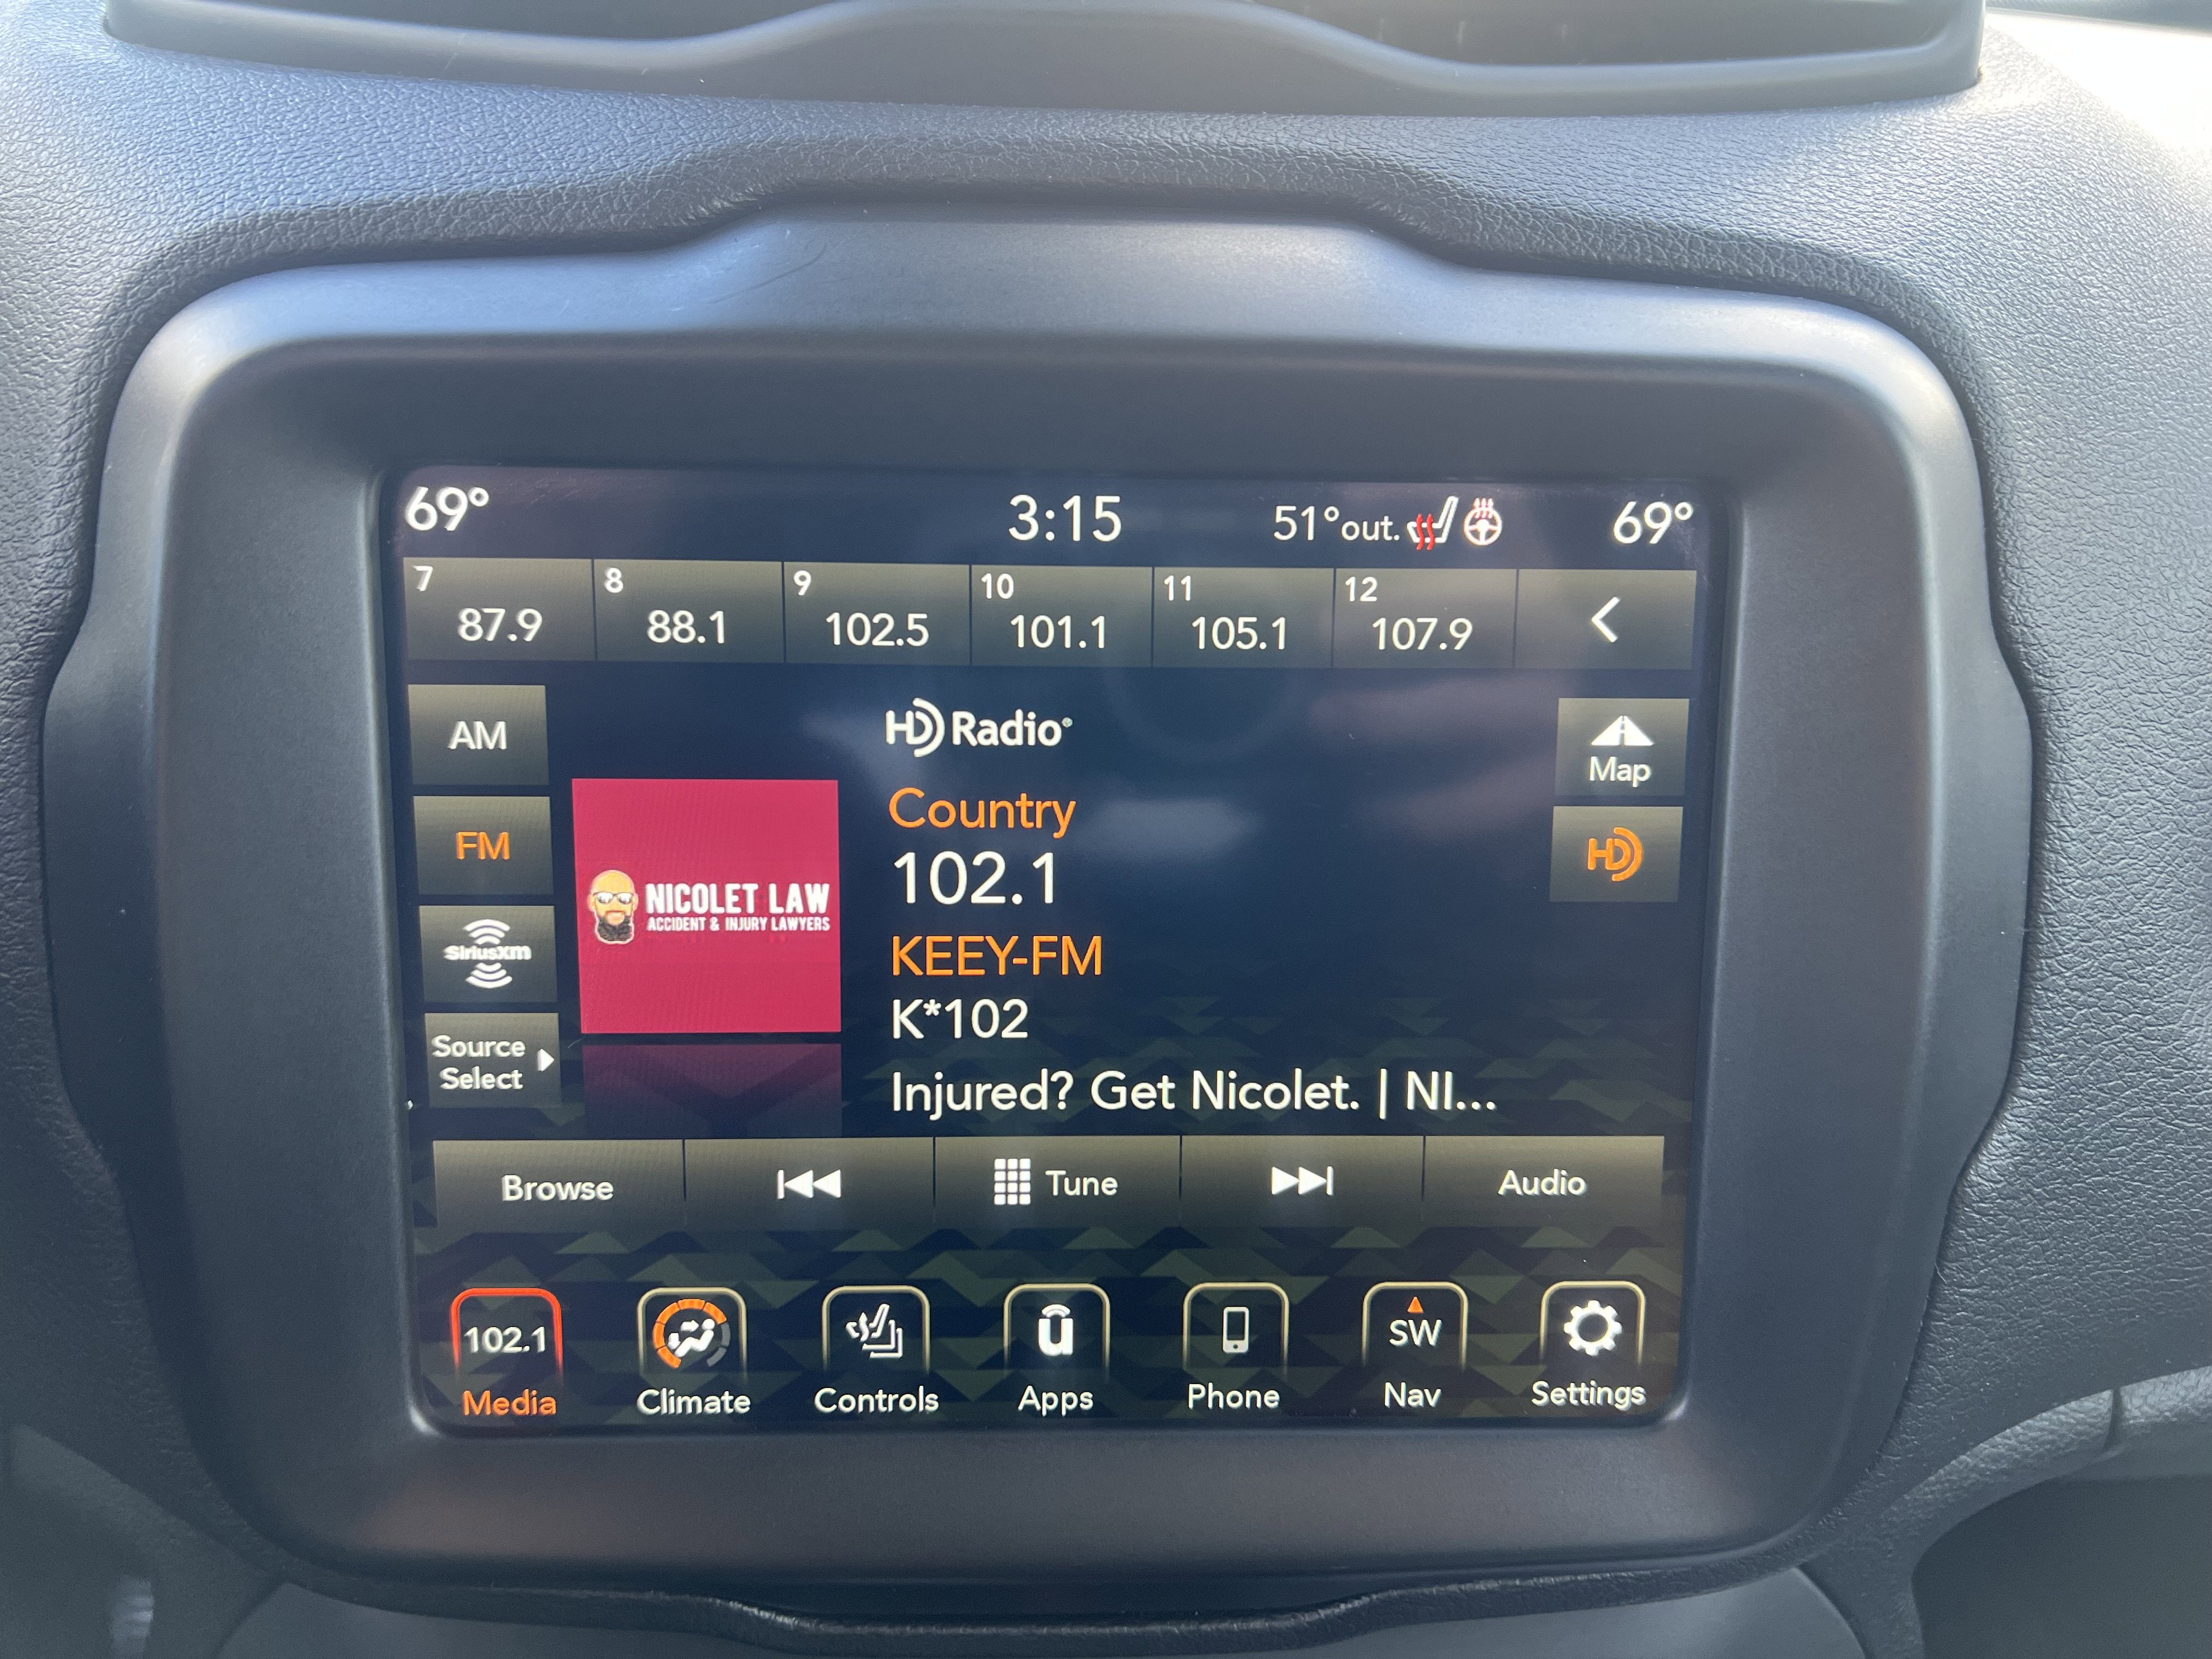 69° 3:15 51°out. 69°
7 8 9 10 11 12
87.9 88.1 102.5 101.1 105.1 107.9
AM
FM
SiriusXM
Source
Select
NICOLET LAW
ACCIDENT & INJURY LAWYERS
HD Radio®
Country
102.1
KEEY-FM
K*102
Injured? Get Nicolet. | NI...
Map
HD
Browse Tune Audio
102.1 u SW
Media Climate Controls Apps Phone Nav Settings